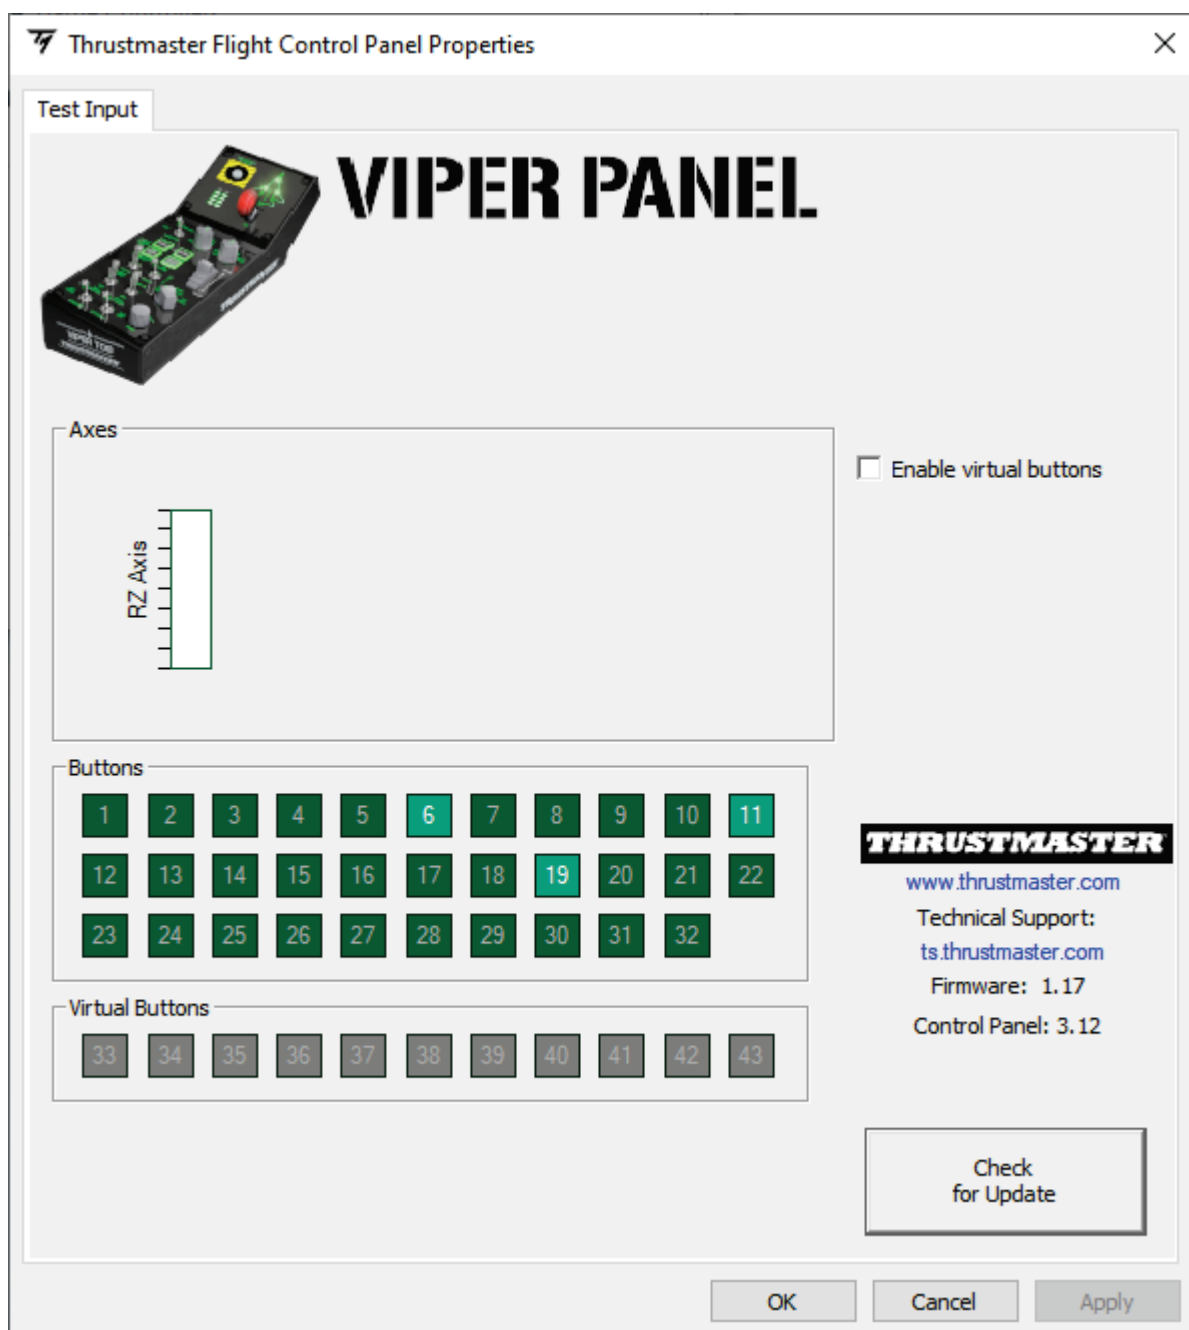 Thrustmaster Flight Control Panel Properties
Test Input
VIPER PANEL
VIPER TQS
THRUSTMASTER
Axes
Enable virtual buttons
RZ Axis
Buttons
1 2 3 4 5 6 7 8 9 10 11
12 13 14 15 16 17 18 19 20 21 22
23 24 25 26 27 28 29 30 31 32
THRUSTMASTER
www.thrustmaster.com
Technical Support:
ts.thrustmaster.com
Firmware: 1.17
Control Panel: 3.12
Virtual Buttons
33 34 35 36 37 38 39 40 41 42 43
Check
for Update
OK Cancel Apply